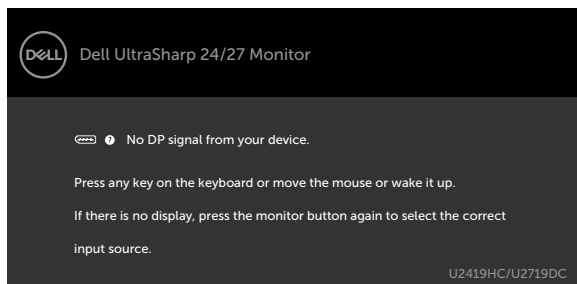 DELL
Dell UltraSharp 24/27 Monitor
? No DP signal from your device.
Press any key on the keyboard or move the mouse or wake it up.
If there is no display, press the monitor button again to select the correct
input source.
U2419HC/U2719DC